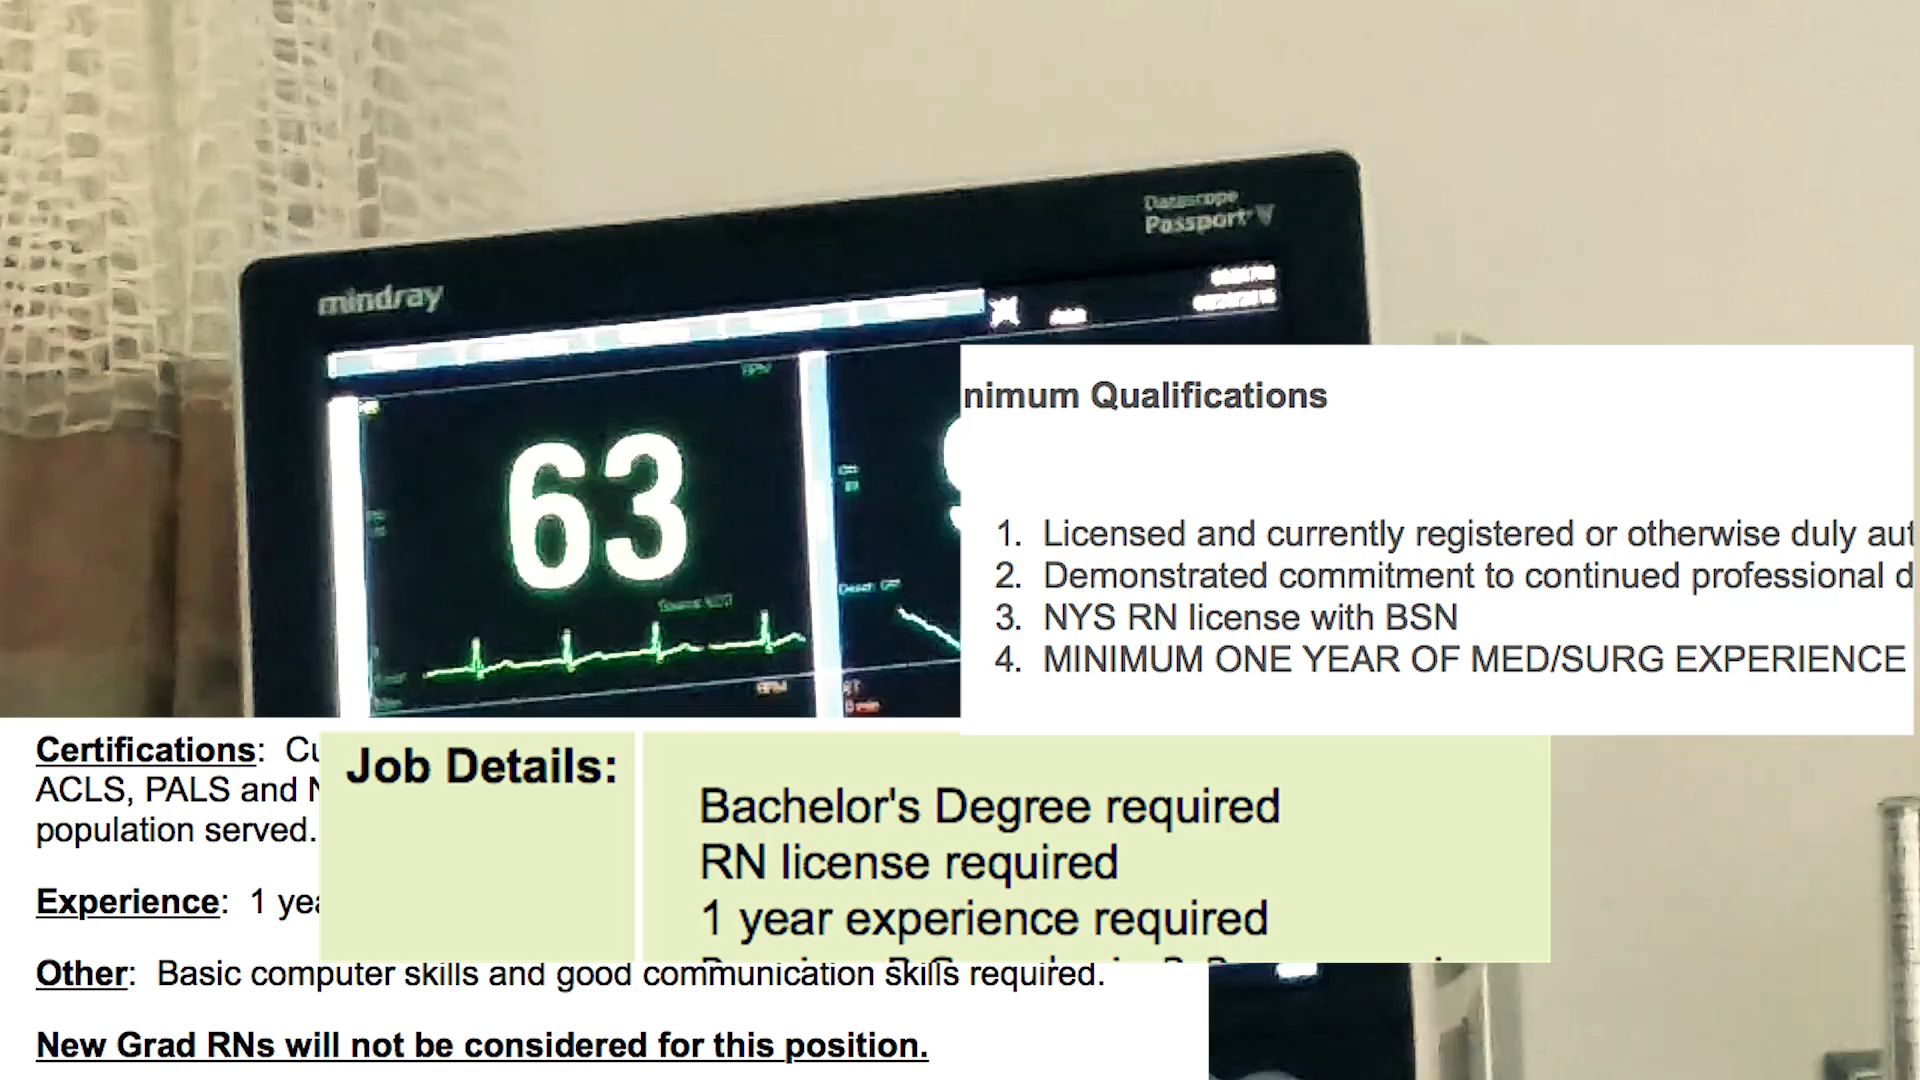 Datascope
Passport V
mindray
63
nimum Qualifications
1. Licensed and currently registered or otherwise duly aut
2. Demonstrated commitment to continued professional d
3. NYS RN license with BSN
4. MINIMUM ONE YEAR OF MED/SURG EXPERIENCE
Certifications: Cu
ACLS, PALS and N
population served.
Experience: 1 yea
Job Details:
Bachelor's Degree required
RN license required
1 year experience required
Other: Basic computer skills and good communication skills required.
New Grad RNs will not be considered for this position.